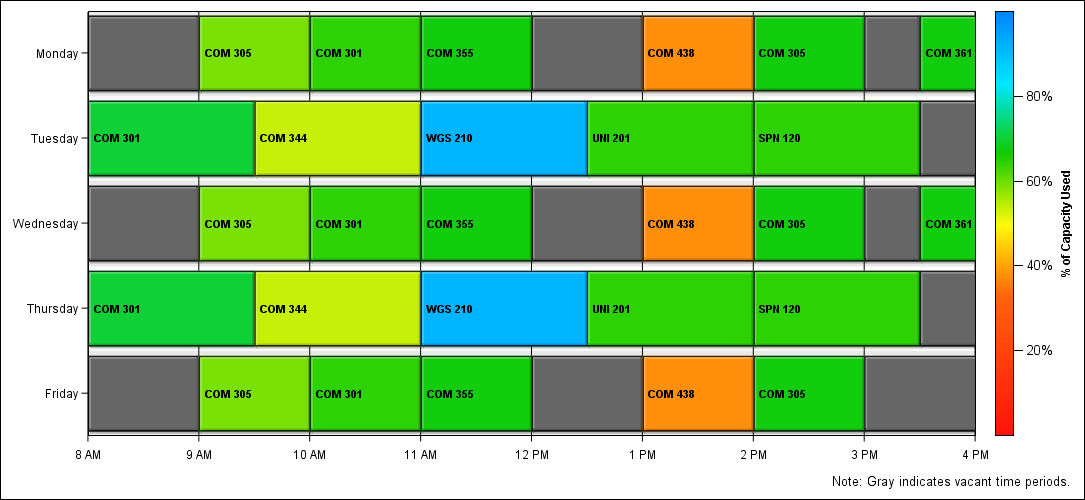 Monday
COM 305
COM 301
COM 355
COM 438
COM 305
COM 361
Tuesday
COM 301
COM 344
WGS 210
UNI 201
SPN 120
Wednesday
COM 305
COM 301
COM 355
COM 438
COM 305
COM 361
Thursday
COM 301
COM 344
WGS 210
UNI 201
SPN 120
Friday
COM 305
COM 301
COM 355
COM 438
COM 305
8 AM
9 AM
10 AM
11 AM
12 PM
1 PM
2 PM
3 PM
4 PM
80%
60%
40%
20%
% of Capacity Used
Note: Gray indicates vacant time periods.